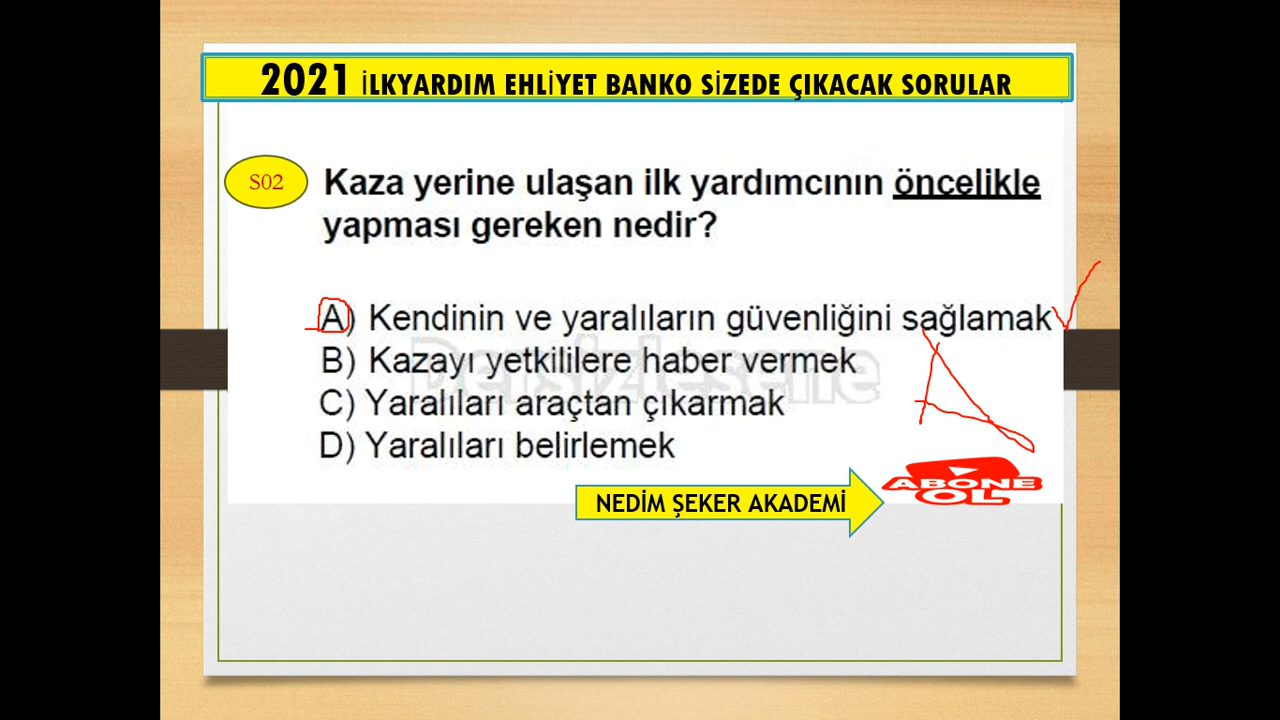 2021 İLKYARDIM EHLİYET BANKO SİZEDE ÇIKACAK SORULAR
S02
Kaza yerine ulaşan ilk yardımcının öncelikle
yapması gereken nedir?
A) Kendinin ve yaralıların güvenliğini sağlamak
B) Kazayı yetkililere haber vermek
C) Yaralıları araçtan çıkarmak
D) Yaralıları belirlemek
Dersizlesene
NEDİM ŞEKER AKADEMİ
ABONE
OL